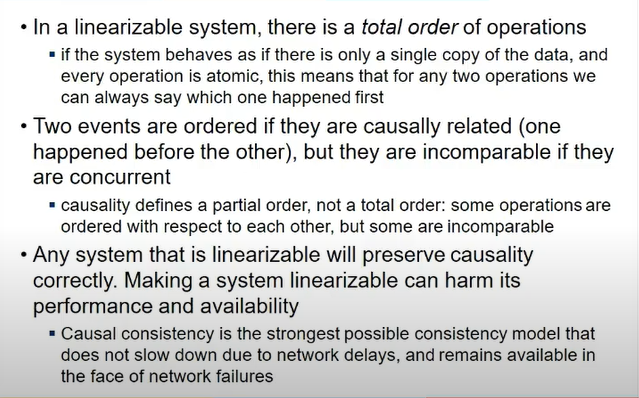 • In a linearizable system, there is a total order of operations
▪ if the system behaves as if there is only a single copy of the data, and
every operation is atomic, this means that for any two operations we
can always say which one happened first
• Two events are ordered if they are causally related (one
happened before the other), but they are incomparable if they
are concurrent
▪ causality defines a partial order, not a total order: some operations are
ordered with respect to each other, but some are incomparable
• Any system that is linearizable will preserve causality
correctly. Making a system linearizable can harm its
performance and availability
▪ Causal consistency is the strongest possible consistency model that
does not slow down due to network delays, and remains available in
the face of network failures